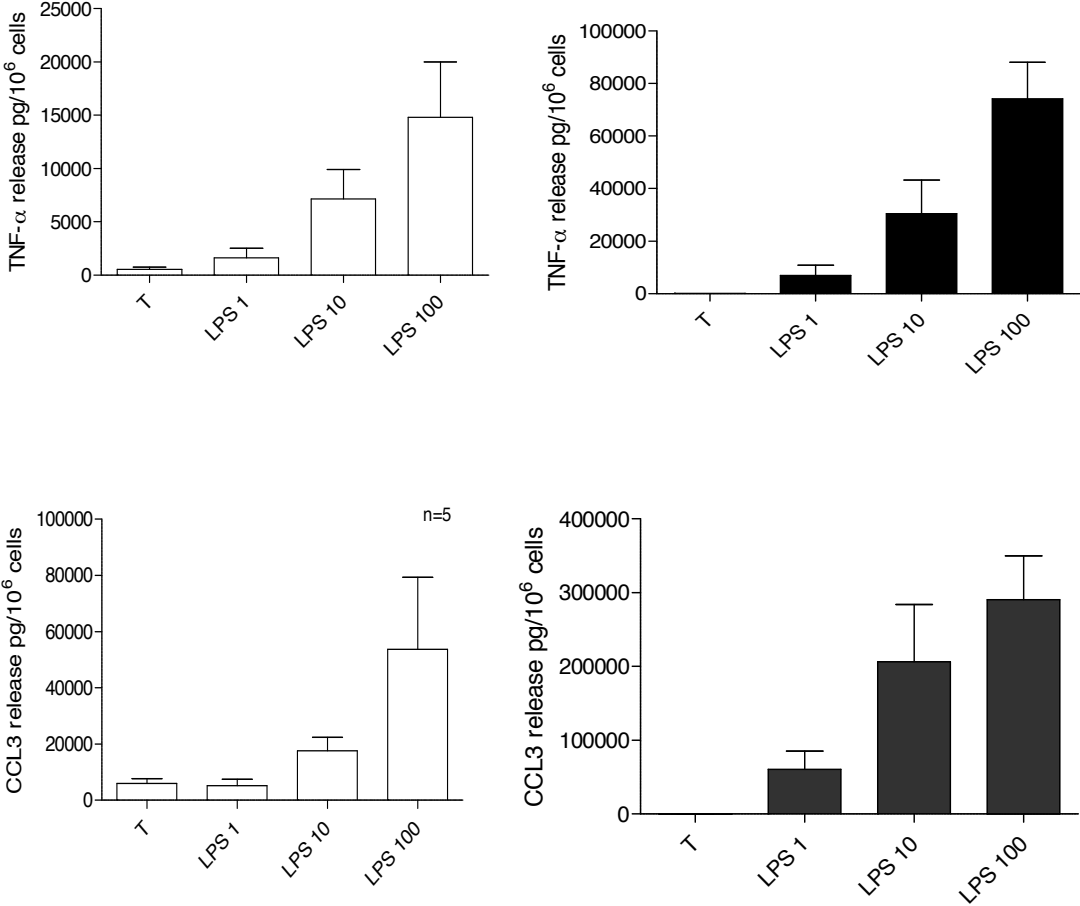 TNF-α release pg/10⁶ cells
25000
20000
15000
10000
5000
0
T
LPS 1
LPS 10
LPS 100
TNF-α release pg/10⁶ cells
100000
80000
60000
40000
20000
0
T
LPS 1
LPS 10
LPS 100
CCL3 release pg/10⁶ cells
n=5
100000
80000
60000
40000
20000
0
T
LPS 1
LPS 10
LPS 100
CCL3 release pg/10⁶ cells
400000
300000
200000
100000
0
T
LPS 1
LPS 10
LPS 100